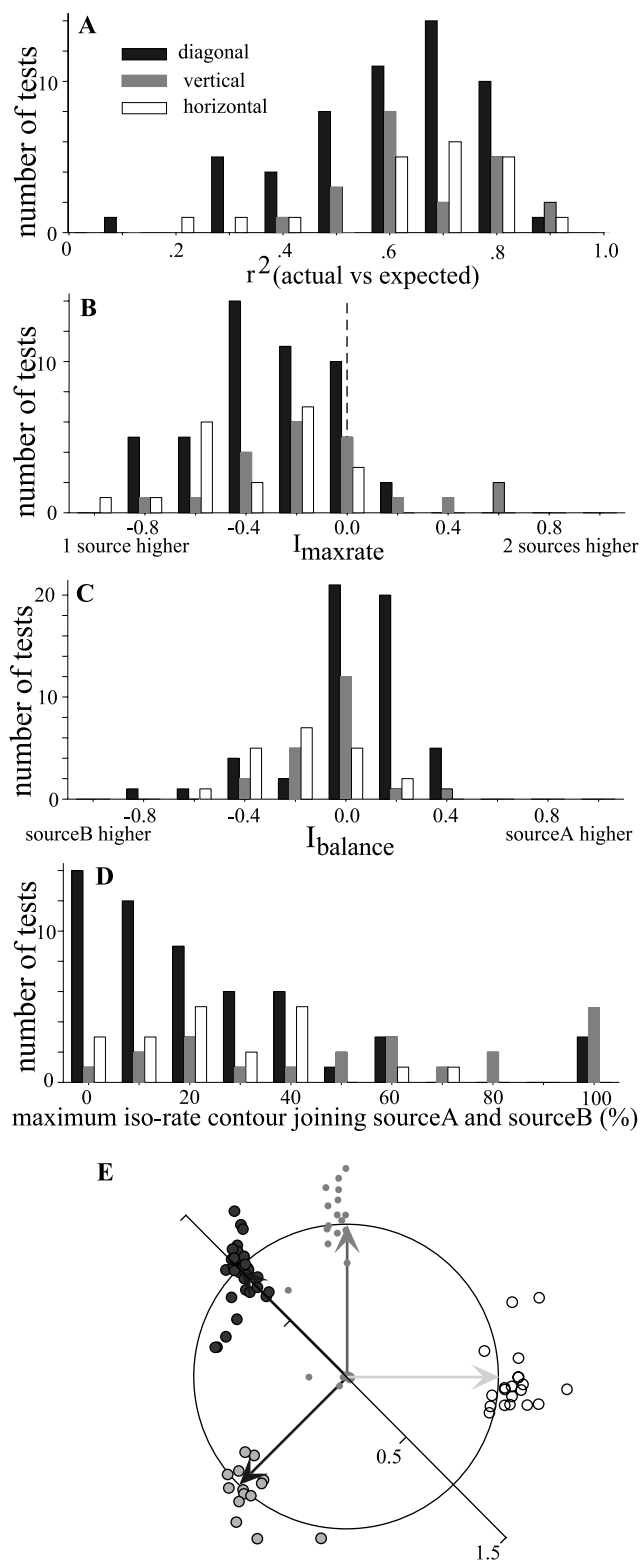 A
diagonal
vertical
horizontal
number of tests
10
0
0 .2 .4 .6 .8 1.0
r2(actual vs expected)
B
number of tests
10
0
-0.8 -0.4 0.0 0.4 0.8
1 source higher Imaxrate 2 sources higher
C
number of tests
20
10
0
-0.8 -0.4 0.0 0.4 0.8
sourceB higher Ibalance sourceA higher
D
number of tests
10
0
0 20 40 60 80 100
maximum iso-rate contour joining sourceA and sourceB (%)
E
0.5
1.5